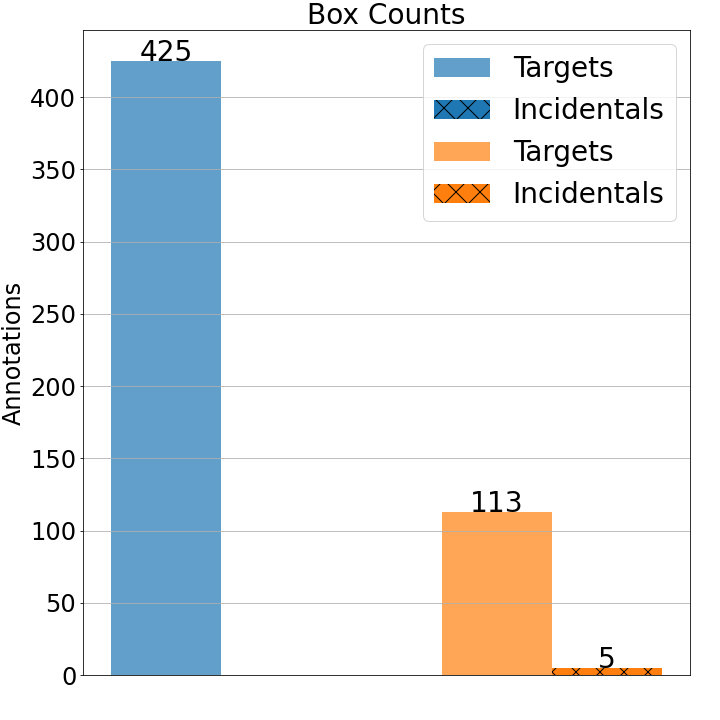 Box Counts
425
Targets
Incidentals
Targets
Incidentals
113
5
Annotations
400
350
300
250
200
150
100
50
0